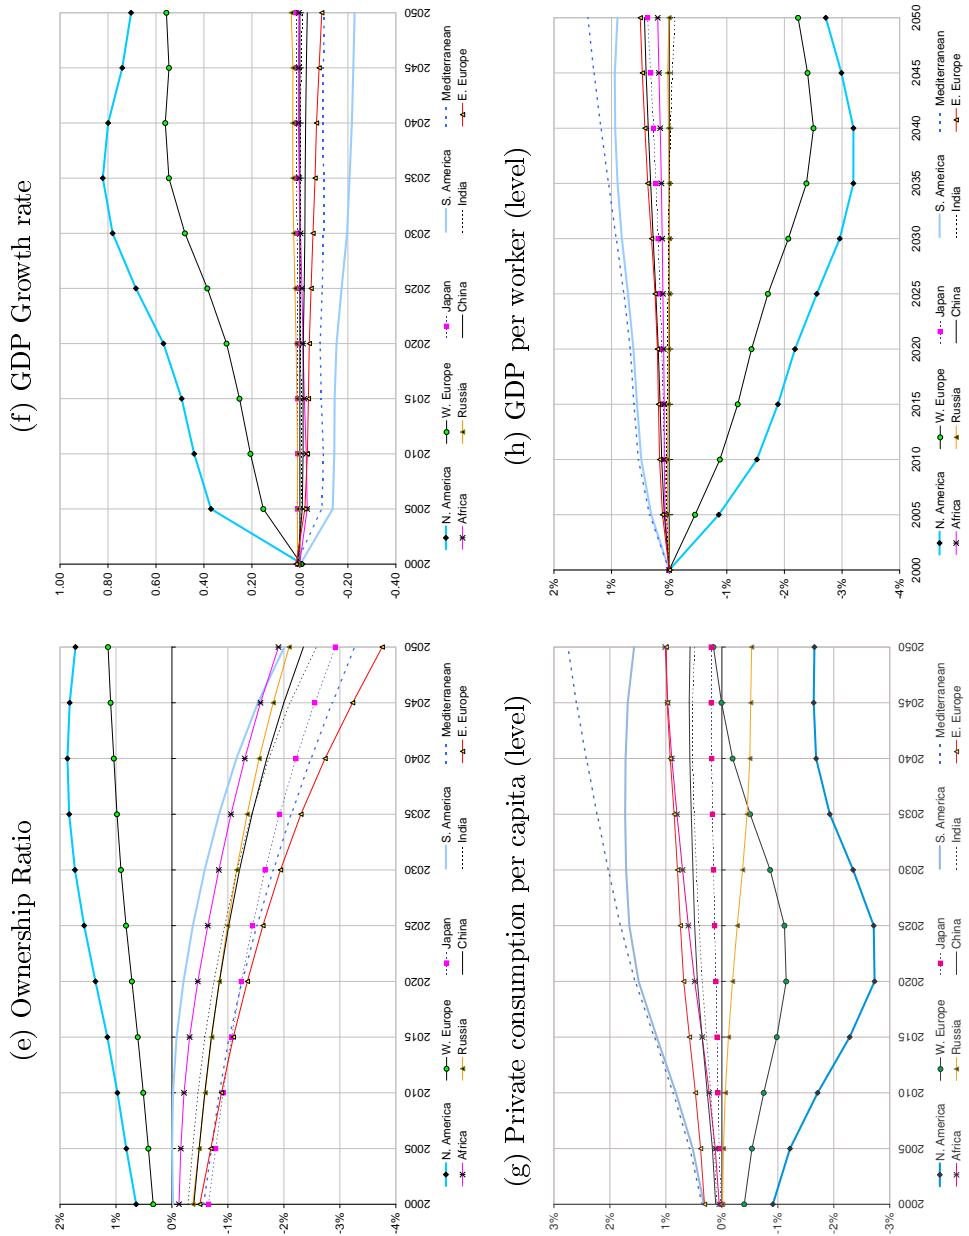 (e) Ownership Ratio
2%
1%
0%
-1%
-2%
-3%
-4%
2000 2005 2010 2015 2020 2025 2030 2035 2040 2045 2050
N. America W. Europe Japan S. America Mediterranean
Africa Russia China India E. Europe
(f) GDP Growth rate
1.00
0.80
0.60
0.40
0.20
0.00
-0.20
-0.40
2000 2005 2010 2015 2020 2025 2030 2035 2040 2045 2050
N. America W. Europe Japan S. America Mediterranean
Africa Russia China India E. Europe
(g) Private consumption per capita (level)
3%
2%
1%
0%
-1%
-2%
-3%
2000 2005 2010 2015 2020 2025 2030 2035 2040 2045 2050
N. America W. Europe Japan S. America Mediterranean
Africa Russia China India E. Europe
(h) GDP per worker (level)
2%
1%
0%
-1%
-2%
-3%
-4%
2000 2005 2010 2015 2020 2025 2030 2035 2040 2045 2050
N. America W. Europe Japan S. America Mediterranean
Africa Russia China India E. Europe